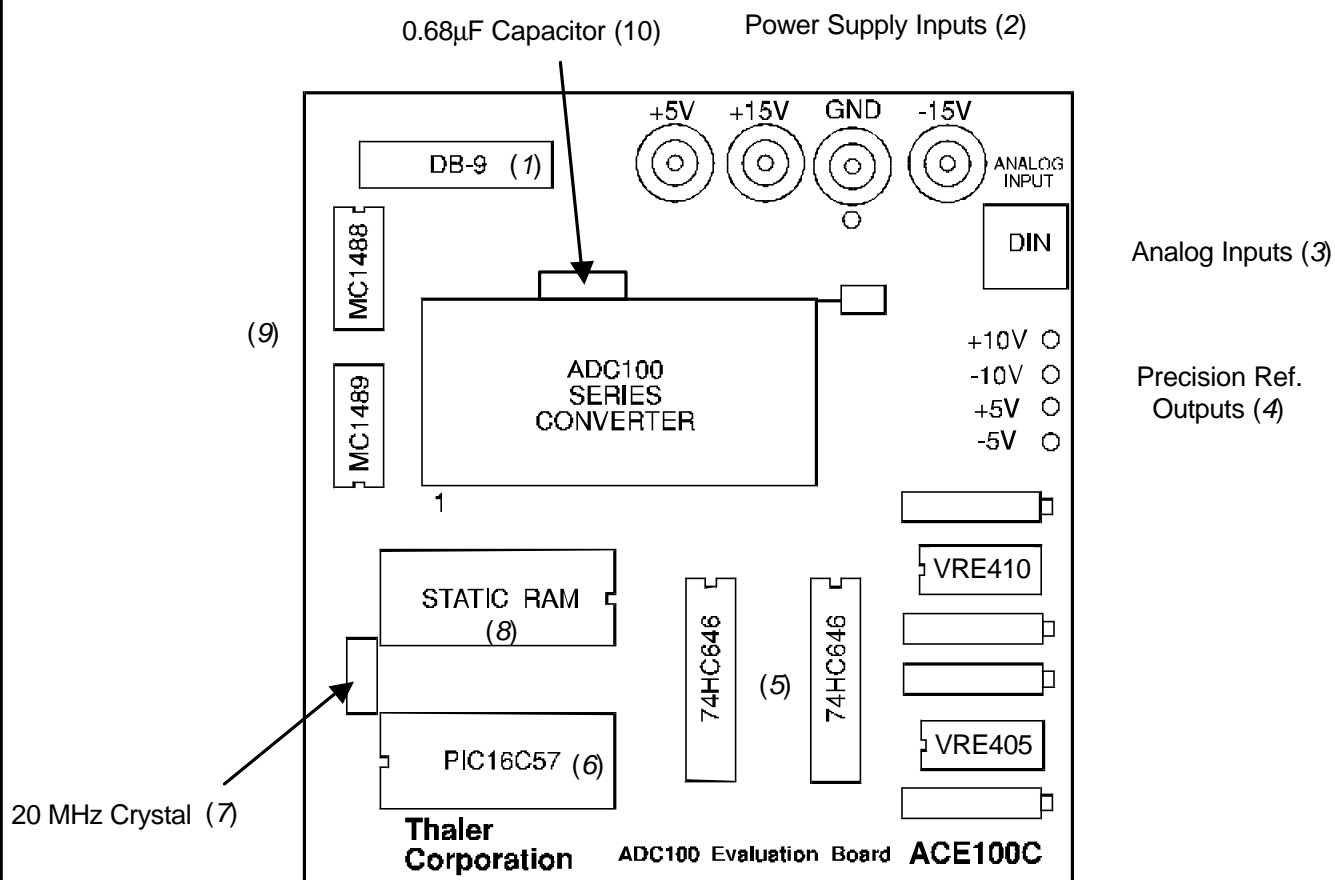 0.68µF Capacitor (10)
Power Supply Inputs (2)
+5V
+15V
GND
-15V
DB-9 (1)
ANALOG
INPUT
MC1488
DIN
Analog Inputs (3)
(9)
+10V
-10V
+5V
-5V
Precision Ref.
Outputs (4)
ADC100
SERIES
CONVERTER
MC1489
1
VRE410
STATIC RAM
(8)
74HC646
(5)
74HC646
VRE405
PIC16C57 (6)
20 MHz Crystal (7)
Thaler
Corporation
ADC100 Evaluation Board
ACE100C